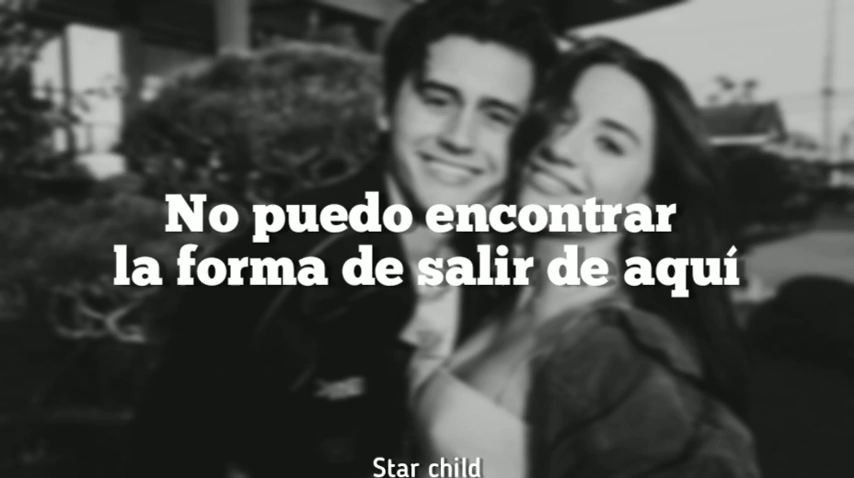 No puedo encontrar
la forma de salir de aquí
Star child